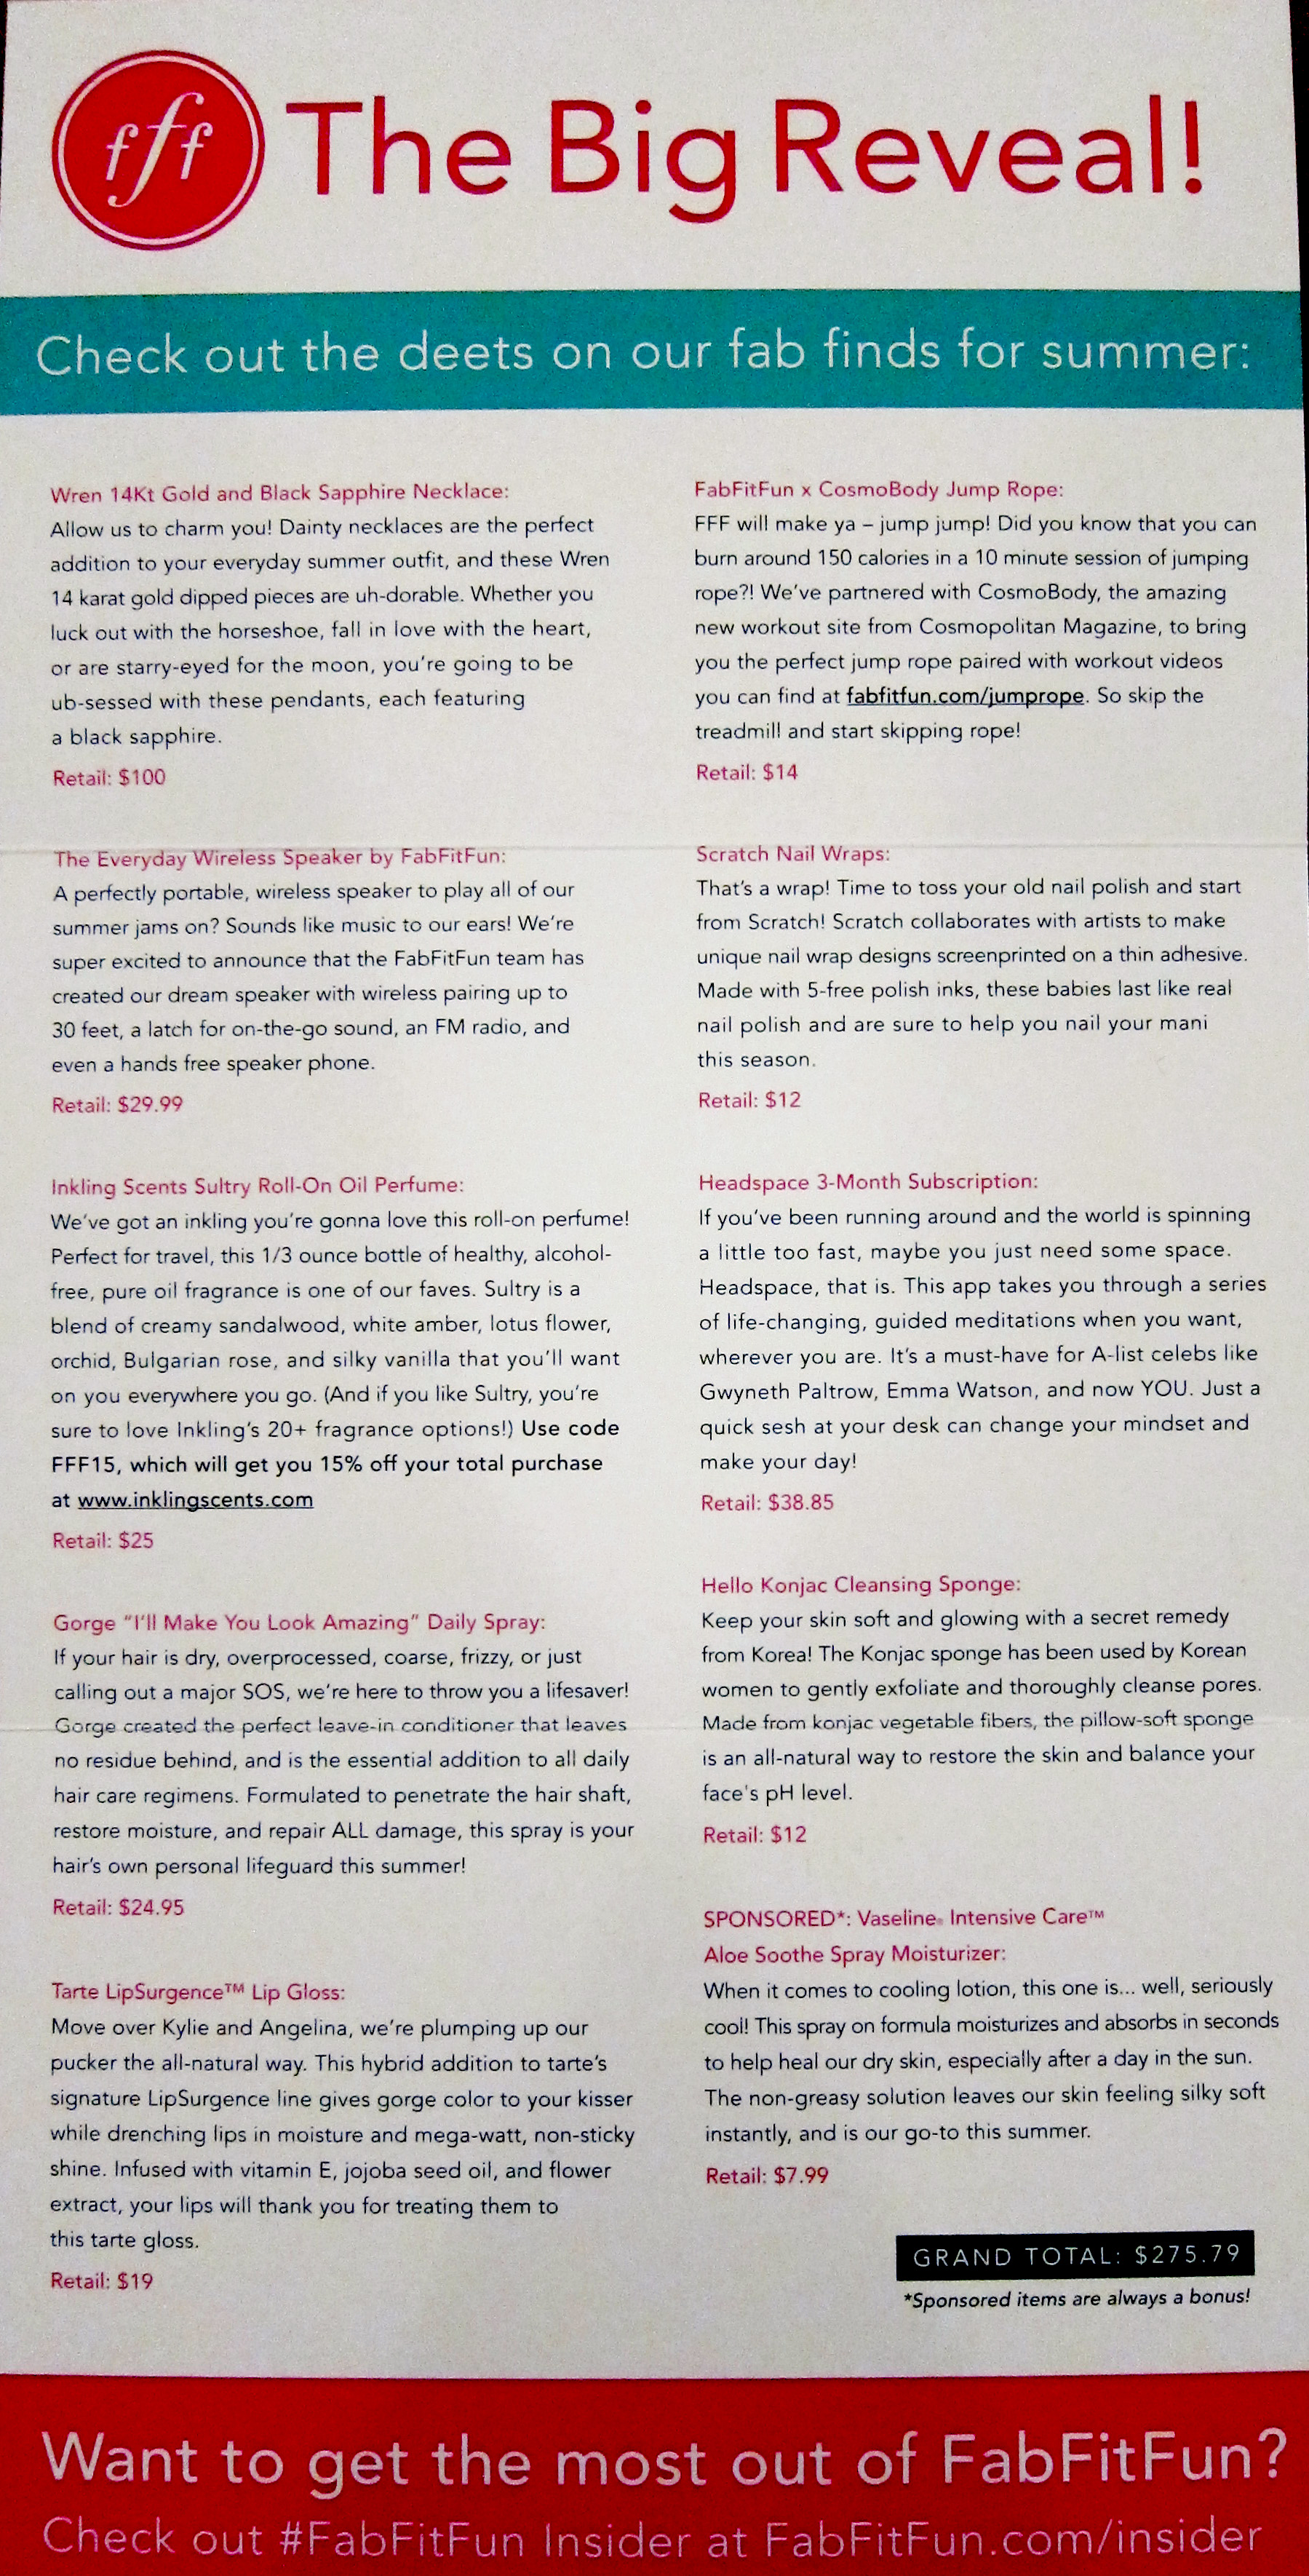 fff
The Big Reveal!
Check out the deets on our fab finds for summer:
Wren 14Kt Gold and Black Sapphire Necklace:
Allow us to charm you! Dainty necklaces are the perfect
addition to your everyday summer outfit, and these Wren
14 karat gold dipped pieces are uh-dorable. Whether you
luck out with the horseshoe, fall in love with the heart,
or are starry-eyed for the moon, you're going to be
ub-sessed with these pendants, each featuring
a black sapphire.
Retail: $100
The Everyday Wireless Speaker by FabFitFun:
A perfectly portable, wireless speaker to play all of our
summer jams on? Sounds like music to our ears! We're
super excited to announce that the FabFitFun team has
created our dream speaker with wireless pairing up to
30 feet, a latch for on-the-go sound, an FM radio, and
even a hands free speaker phone.
Retail: $29.99
Inkling Scents Sultry Roll-On Oil Perfume:
We've got an inkling you're gonna love this roll-on perfume!
Perfect for travel, this 1/3 ounce bottle of healthy, alcohol-
free, pure oil fragrance is one of our faves. Sultry is a
blend of creamy sandalwood, white amber, lotus flower,
orchid, Bulgarian rose, and silky vanilla that you'll want
on you everywhere you go. (And if you like Sultry, you're
sure to love Inkling's 20+ fragrance options!) Use code
FFF15, which will get you 15% off your total purchase
at www.inklingscents.com
Retail: $25
Gorge "I'll Make You Look Amazing" Daily Spray:
If your hair is dry, overprocessed, coarse, frizzy, or just
calling out a major SOS, we're here to throw you a lifesaver!
Gorge created the perfect leave-in conditioner that leaves
no residue behind, and is the essential addition to all daily
hair care regimens. Formulated to penetrate the hair shaft,
restore moisture, and repair ALL damage, this spray is your
hair's own personal lifeguard this summer!
Retail: $24.95
Tarte LipSurgence™ Lip Gloss:
Move over Kylie and Angelina, we're plumping up our
pucker the all-natural way. This hybrid addition to tarte's
signature LipSurgence line gives gorge color to your kisser
while drenching lips in moisture and mega-watt, non-sticky
shine. Infused with vitamin E, jojoba seed oil, and flower
extract, your lips will thank you for treating them to
this tarte gloss.
Retail: $19
FabFitFun x CosmoBody Jump Rope:
FFF will make ya – jump jump! Did you know that you can
burn around 150 calories in a 10 minute session of jumping
rope?! We've partnered with CosmoBody, the amazing
new workout site from Cosmopolitan Magazine, to bring
you the perfect jump rope paired with workout videos
you can find at fabfitfun.com/jumprope. So skip the
treadmill and start skipping rope!
Retail: $14
Scratch Nail Wraps:
That's a wrap! Time to toss your old nail polish and start
from Scratch! Scratch collaborates with artists to make
unique nail wrap designs screenprinted on a thin adhesive.
Made with 5-free polish inks, these babies last like real
nail polish and are sure to help you nail your mani
this season.
Retail: $12
Headspace 3-Month Subscription:
If you've been running around and the world is spinning
a little too fast, maybe you just need some space.
Headspace, that is. This app takes you through a series
of life-changing, guided meditations when you want,
wherever you are. It's a must-have for A-list celebs like
Gwyneth Paltrow, Emma Watson, and now YOU. Just a
quick sesh at your desk can change your mindset and
make your day!
Retail: $38.85
Hello Konjac Cleansing Sponge:
Keep your skin soft and glowing with a secret remedy
from Korea! The Konjac sponge has been used by Korean
women to gently exfoliate and thoroughly cleanse pores.
Made from konjac vegetable fibers, the pillow-soft sponge
is an all-natural way to restore the skin and balance your
face's pH level.
Retail: $12
SPONSORED*: Vaseline® Intensive Care™
Aloe Soothe Spray Moisturizer:
When it comes to cooling lotion, this one is... well, seriously
cool! This spray on formula moisturizes and absorbs in seconds
to help heal our dry skin, especially after a day in the sun.
The non-greasy solution leaves our skin feeling silky soft
instantly, and is our go-to this summer.
Retail: $7.99
GRAND TOTAL: $275.79
*Sponsored items are always a bonus!
Want to get the most out of FabFitFun?
Check out #FabFitFun Insider at FabFitFun.com/insider